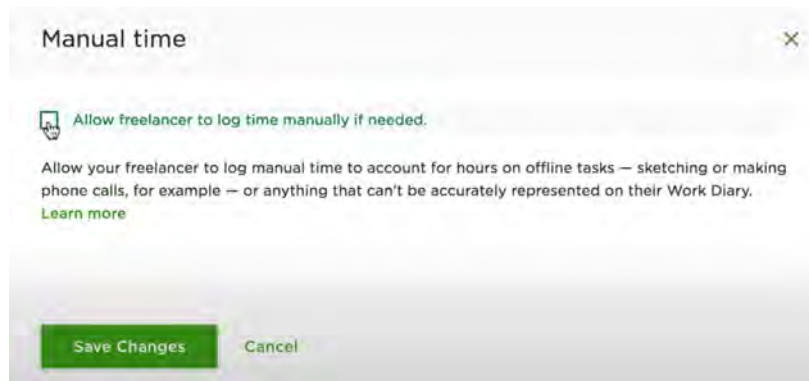 Manual time
Allow freelancer to log time manually if needed.
Allow your freelancer to log manual time to account for hours on offline tasks — sketching or making
phone calls, for example — or anything that can't be accurately represented on their Work Diary.
Learn more
Save Changes Cancel